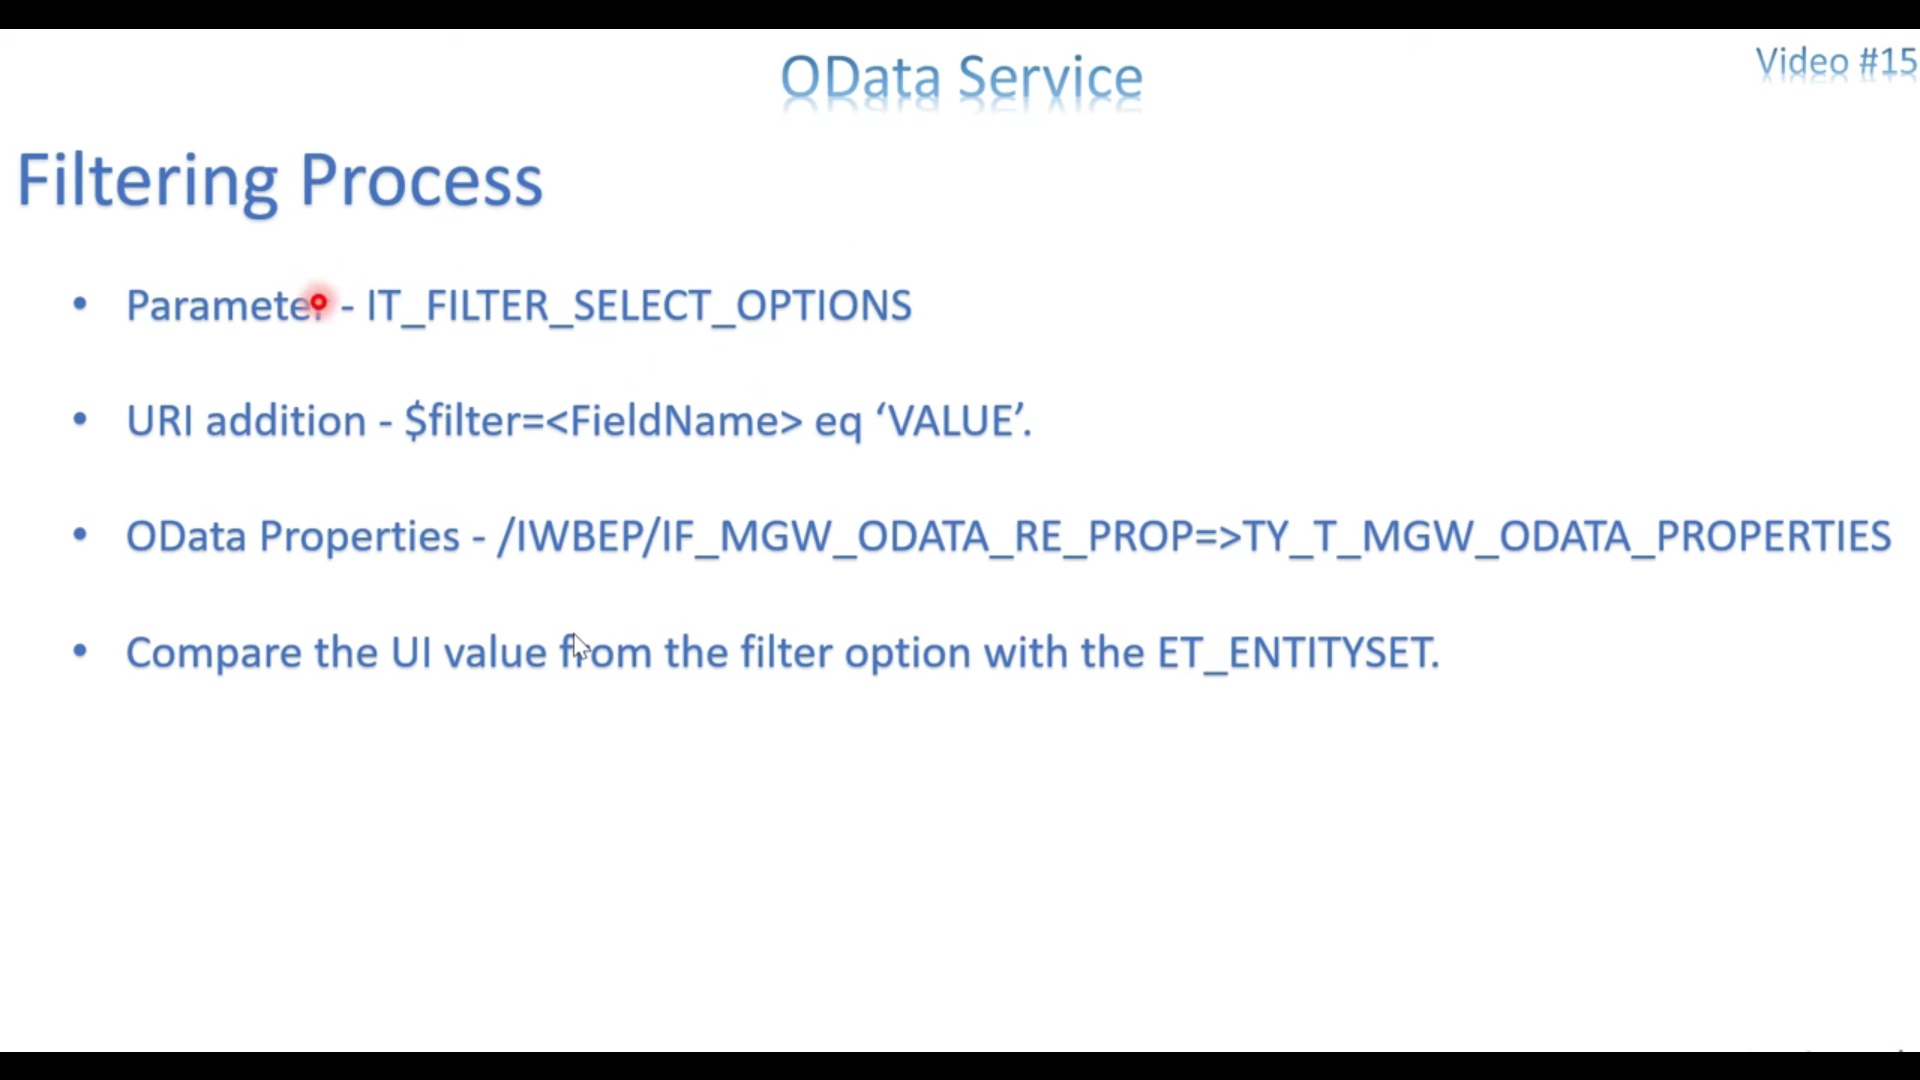 OData Service
Video #15
Filtering Process
• Parameter - IT_FILTER_SELECT_OPTIONS
• URI addition - $filter=<FieldName> eq ‘VALUE’.
• OData Properties - /IWBEP/IF_MGW_ODATA_RE_PROP=>TY_T_MGW_ODATA_PROPERTIES
• Compare the UI value from the filter option with the ET_ENTITYSET.